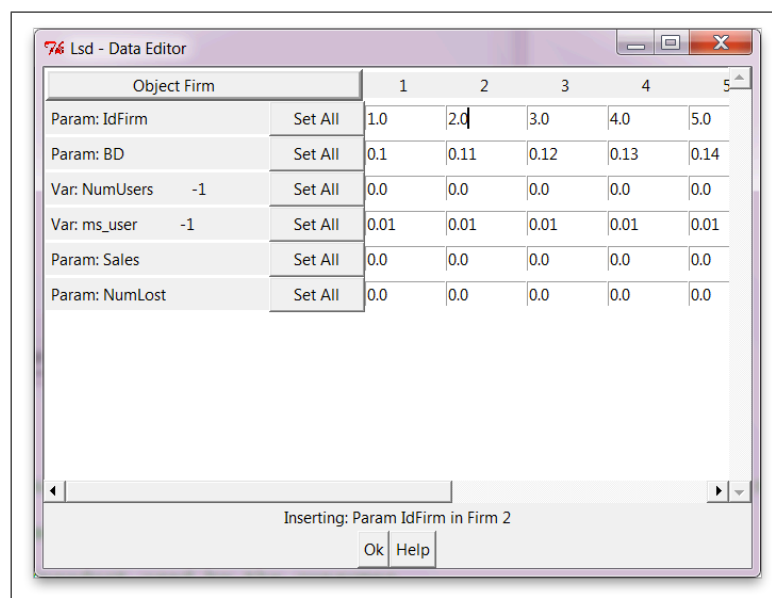 Lsd - Data Editor
Object Firm 1 2 3 4 5
Param: IdFirm Set All 1.0 2.0 3.0 4.0 5.0
Param: BD Set All 0.1 0.11 0.12 0.13 0.14
Var: NumUsers -1 Set All 0.0 0.0 0.0 0.0 0.0
Var: ms_user -1 Set All 0.01 0.01 0.01 0.01 0.01
Param: Sales Set All 0.0 0.0 0.0 0.0 0.0
Param: NumLost Set All 0.0 0.0 0.0 0.0 0.0
Inserting: Param IdFirm in Firm 2
Ok Help